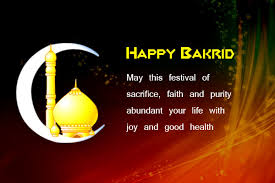 Happy Bakrid
May this festival of
sacrifice, faith and purity
abundant your life with
joy and good health